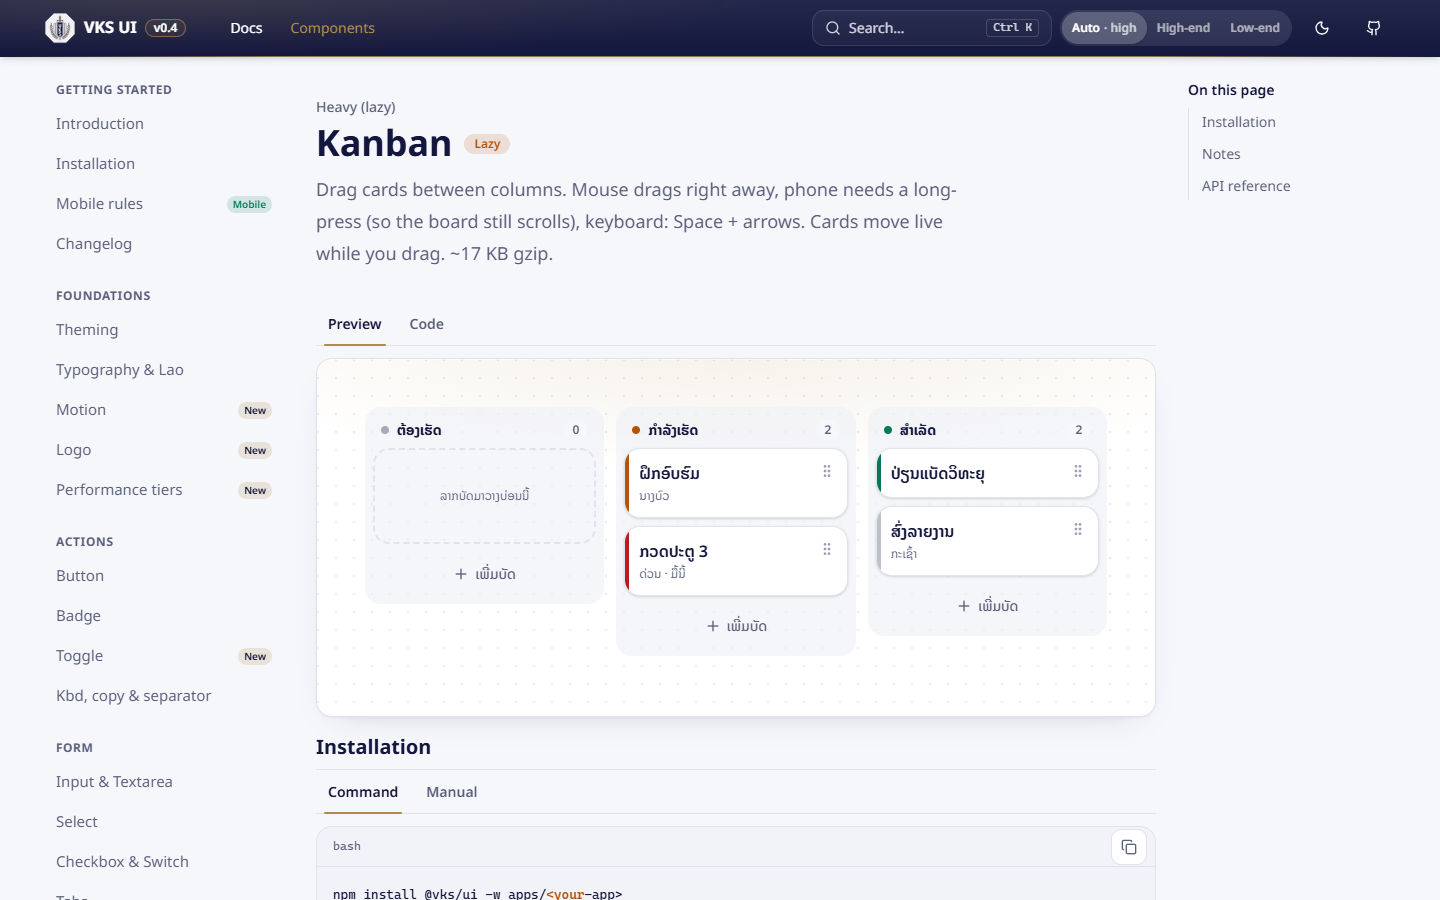 VKS UI v0.4 Docs Components Search... Ctrl K Auto · high High-end Low-end
GETTING STARTED
Introduction
Installation
Mobile rules Mobile
Changelog
FOUNDATIONS
Theming
Typography & Lao
Motion New
Logo New
Performance tiers New
ACTIONS
Button
Badge
Toggle New
Kbd, copy & separator
FORM
Input & Textarea
Select
Checkbox & Switch
Tabs
Heavy (lazy)
Kanban Lazy
Drag cards between columns. Mouse drags right away, phone needs a long-
press (so the board still scrolls), keyboard: Space + arrows. Cards move live
while you drag. ~17 KB gzip.
Preview Code
ຕ້ອງເຮັດ 0
ລາກບັດມາວາງບ່ອນນີ້
ເພີ່ມບັດ
ກຳລັງເຮັດ 2
ຝຶກອົບຮົມ
ນາງບົວ
ກວດປະຕູ 3
ດ່ວນ · ມື້ນີ້
ເພີ່ມບັດ
ສຳເລັດ 2
ປ່ຽນແບັດວິທະຍຸ
ສົ່ງລາຍງານ
ກະເຊົ້າ
ເພີ່ມບັດ
Installation
Command Manual
bash
npm install @vks/ui -w apps/<your-app>
On this page
Installation
Notes
API reference